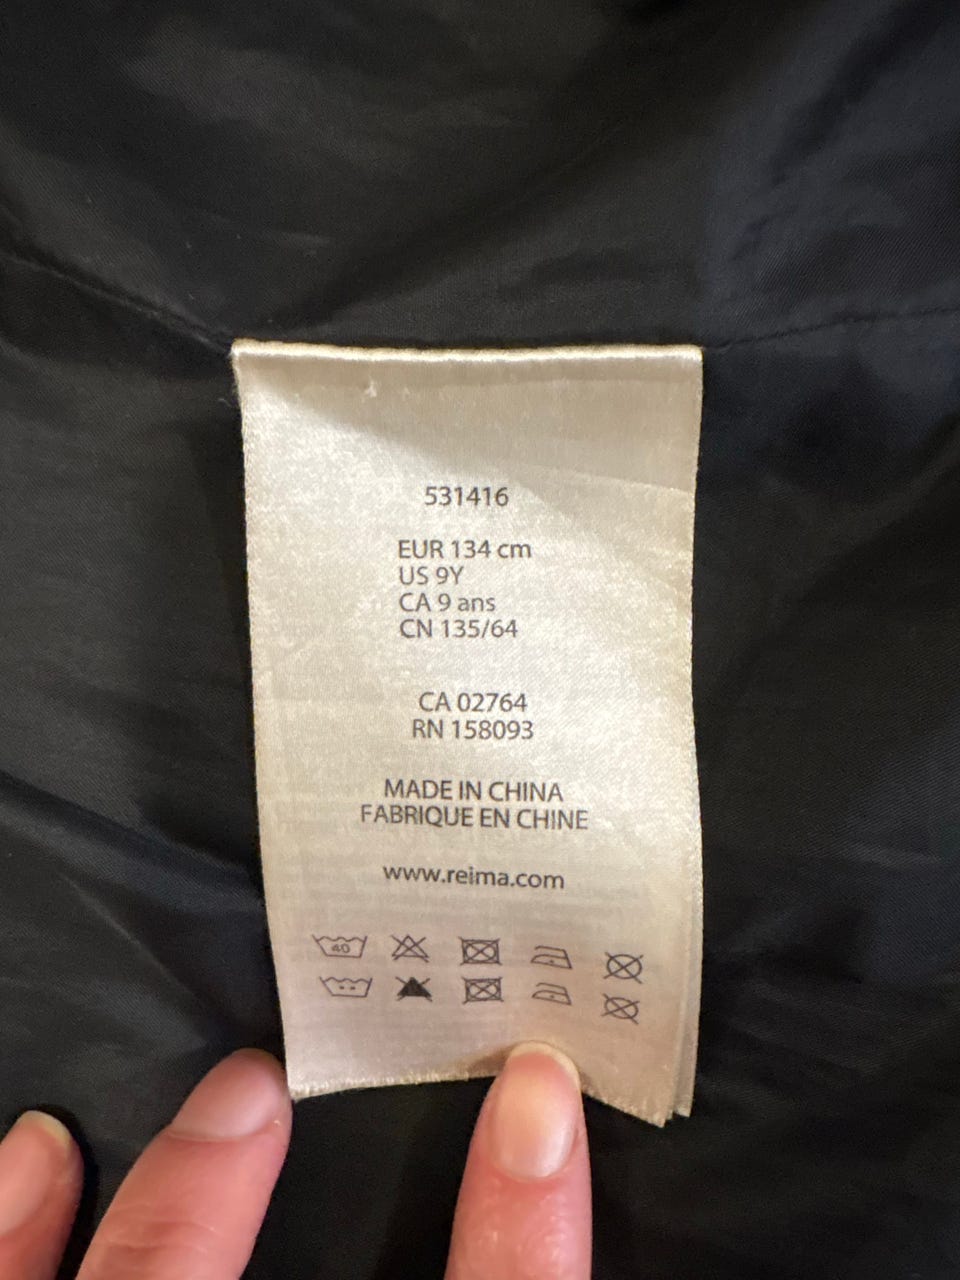 531416
EUR 134 cm
US 9Y
CA 9 ans
CN 135/64
CA 02764
RN 158093
MADE IN CHINA
FABRIQUE EN CHINE
www.reima.com
40